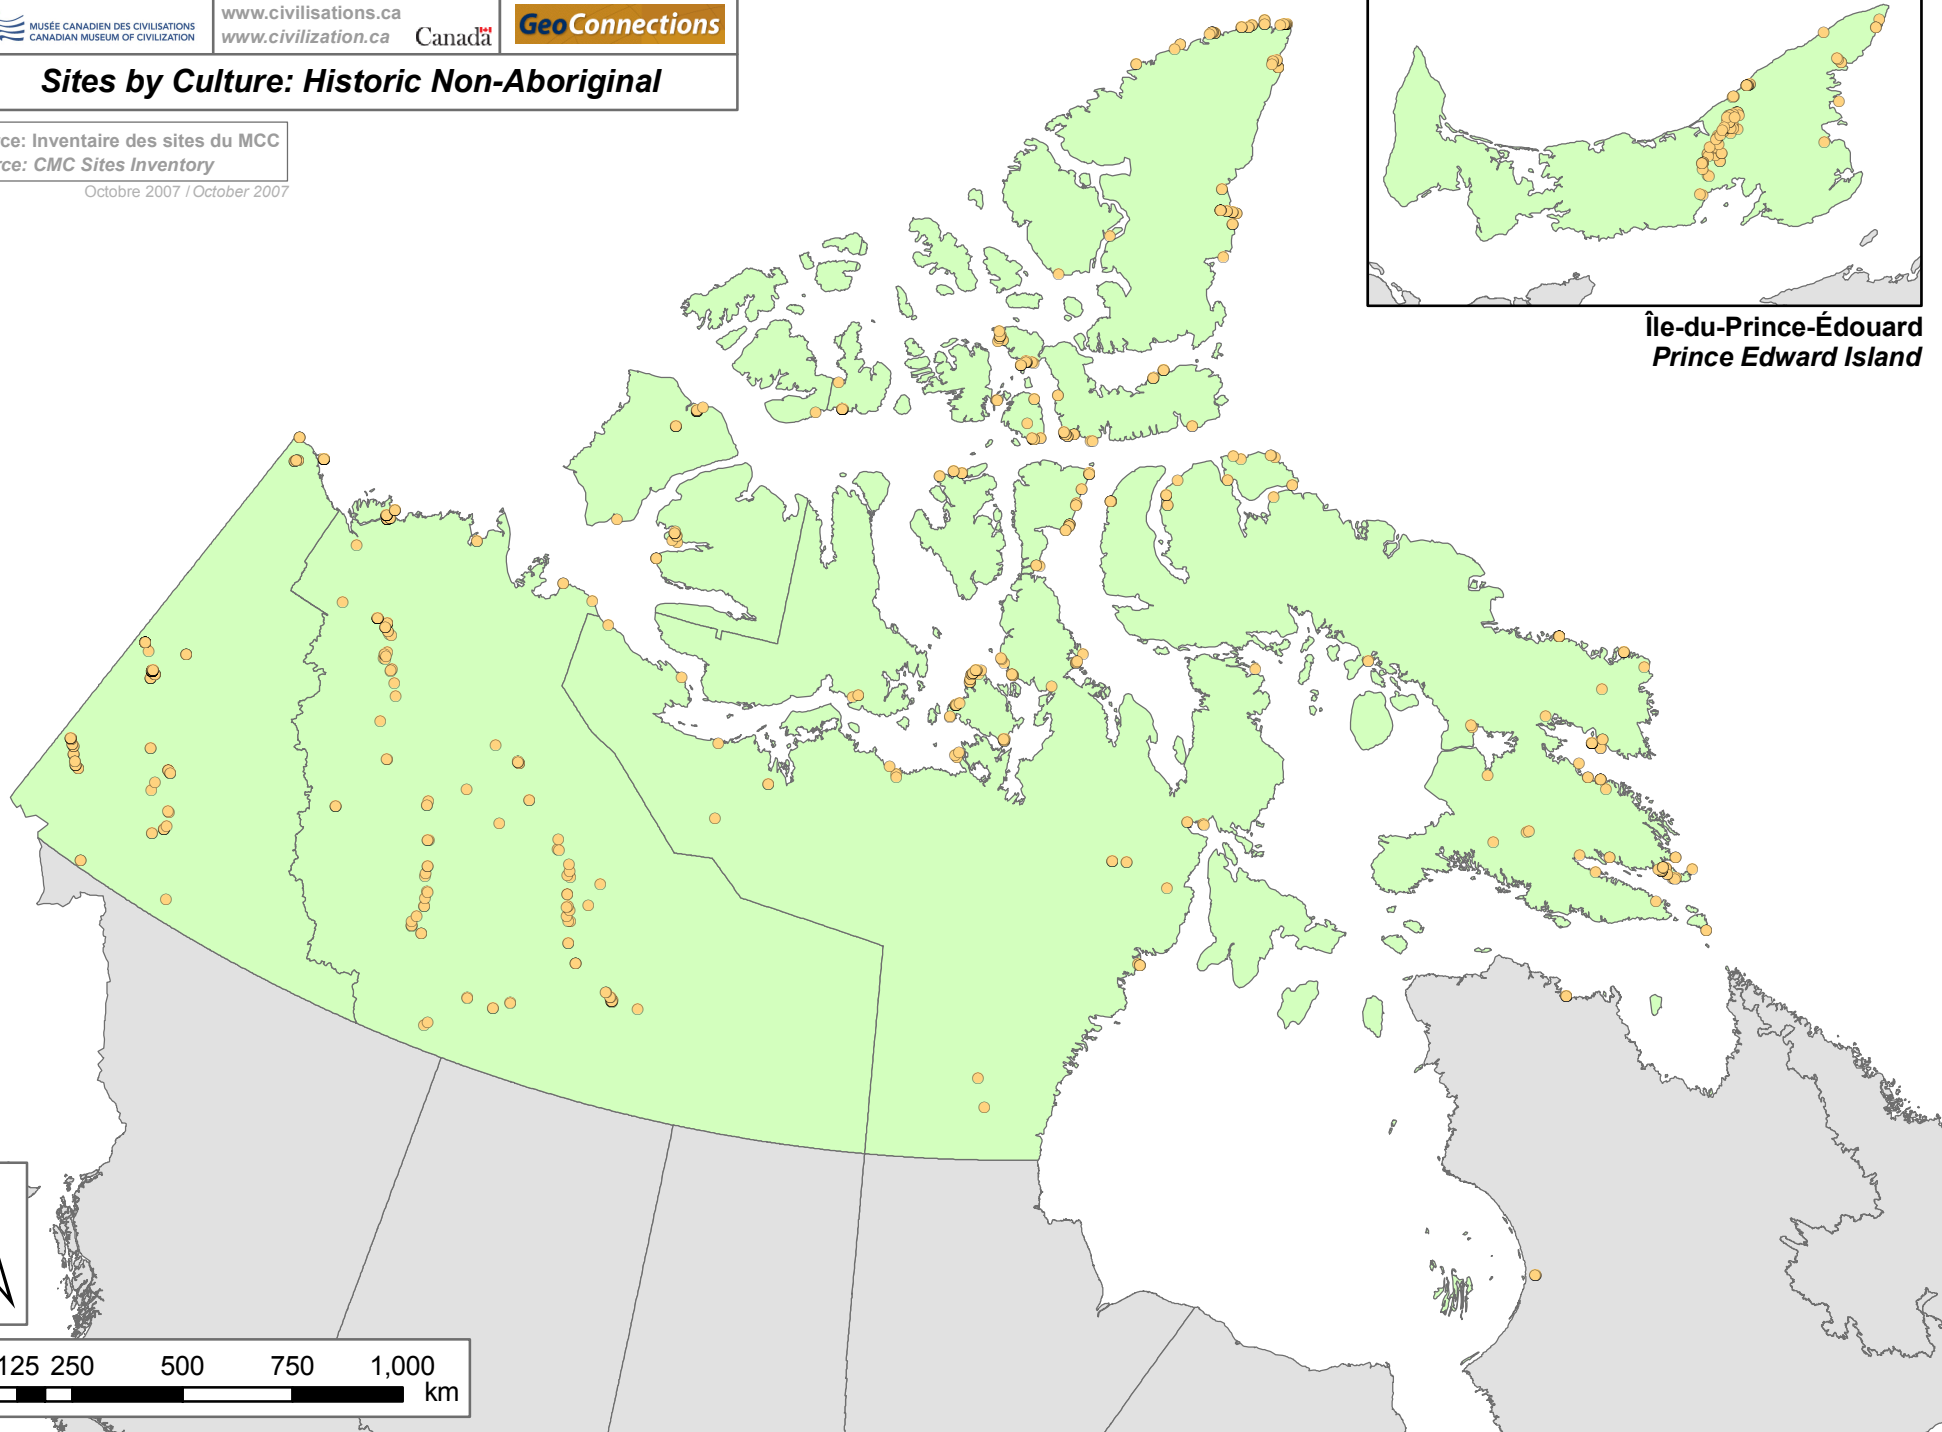 MUSÉE CANADIEN DES CIVILISATIONS
CANADIAN MUSEUM OF CIVILIZATION
www.civilisations.ca
www.civilization.ca
Canada
GeoConnections
Sites by Culture: Historic Non-Aboriginal
rce: Inventaire des sites du MCC
rce: CMC Sites Inventory
Octobre 2007 / October 2007
Île-du-Prince-Édouard
Prince Edward Island
125 250 500 750 1,000
km